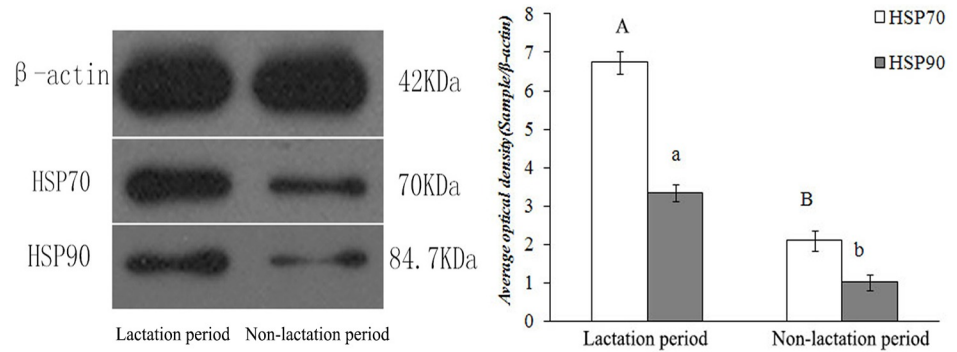 β-actin
42KDa
HSP70
70KDa
HSP90
84.7KDa
Lactation period
Non-lactation period
Average optical density(Sample/β-actin)
8
7
6
5
4
3
2
1
0
A
a
B
b
HSP70
HSP90
Lactation period
Non-lactation period